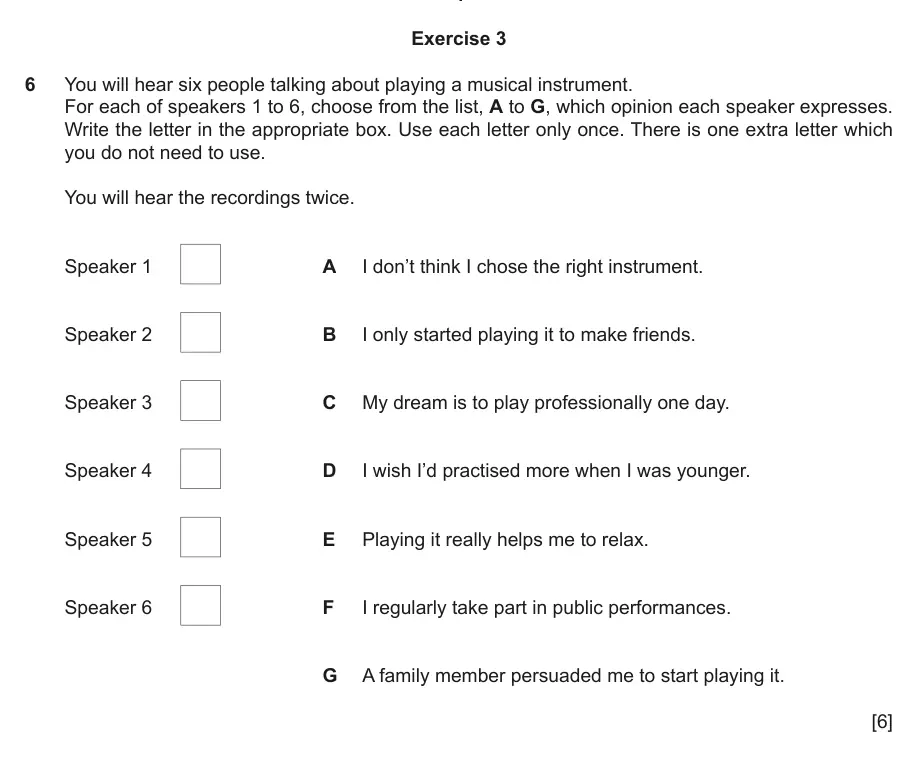 Exercise 3
6 You will hear six people talking about playing a musical instrument.
For each of speakers 1 to 6, choose from the list, A to G, which opinion each speaker expresses.
Write the letter in the appropriate box. Use each letter only once. There is one extra letter which
you do not need to use.
You will hear the recordings twice.
Speaker 1 A I don’t think I chose the right instrument.
Speaker 2 B I only started playing it to make friends.
Speaker 3 C My dream is to play professionally one day.
Speaker 4 D I wish I’d practised more when I was younger.
Speaker 5 E Playing it really helps me to relax.
Speaker 6 F I regularly take part in public performances.
G A family member persuaded me to start playing it.
[6]